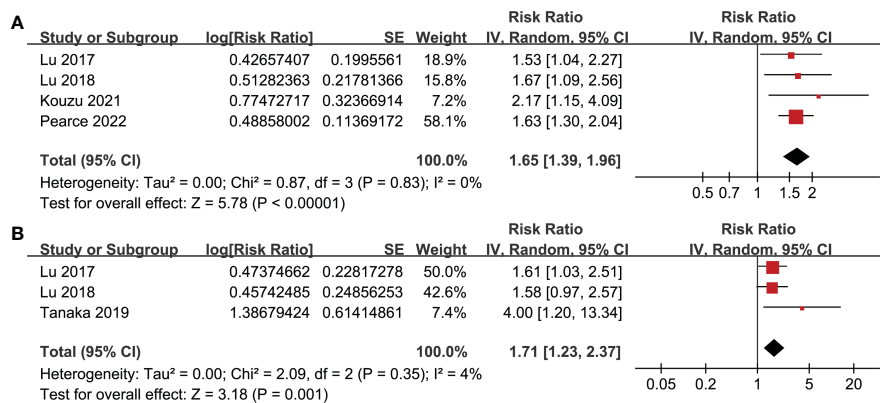 A
Risk Ratio Risk Ratio
Study or Subgroup log[Risk Ratio] SE Weight IV, Random, 95% CI IV, Random, 95% CI
Lu 2017 0.42657407 0.1995561 18.9% 1.53 [1.04, 2.27]
Lu 2018 0.51282363 0.21781366 15.8% 1.67 [1.09, 2.56]
Kouzu 2021 0.77472717 0.32366914 7.2% 2.17 [1.15, 4.09]
Pearce 2022 0.48858002 0.11369172 58.1% 1.63 [1.30, 2.04]
Total (95% CI) 100.0% 1.65 [1.39, 1.96]
Heterogeneity: Tau² = 0.00; Chi² = 0.87, df = 3 (P = 0.83); I² = 0%
Test for overall effect: Z = 5.78 (P < 0.00001)
0.5 0.7 1 1.5 2
B
Risk Ratio Risk Ratio
Study or Subgroup log[Risk Ratio] SE Weight IV, Random, 95% CI IV, Random, 95% CI
Lu 2017 0.47374662 0.22817278 50.0% 1.61 [1.03, 2.51]
Lu 2018 0.45742485 0.24856253 42.6% 1.58 [0.97, 2.57]
Tanaka 2019 1.38679424 0.61414861 7.4% 4.00 [1.20, 13.34]
Total (95% CI) 100.0% 1.71 [1.23, 2.37]
Heterogeneity: Tau² = 0.00; Chi² = 2.09, df = 2 (P = 0.35); I² = 4%
Test for overall effect: Z = 3.18 (P = 0.001)
0.05 0.2 1 5 20